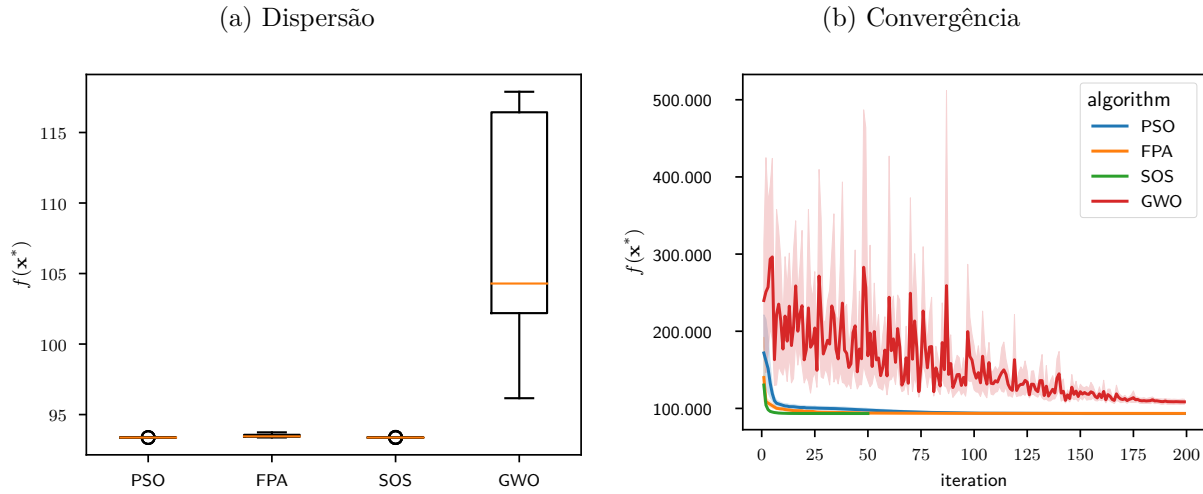 (a) Dispersão
115
110
105
100
95
f(x*)
PSO
FPA
SOS
GWO
(b) Convergência
500.000
400.000
300.000
200.000
100.000
f(x*)
algorithm
PSO
FPA
SOS
GWO
0
25
50
75
100
125
150
175
200
iteration